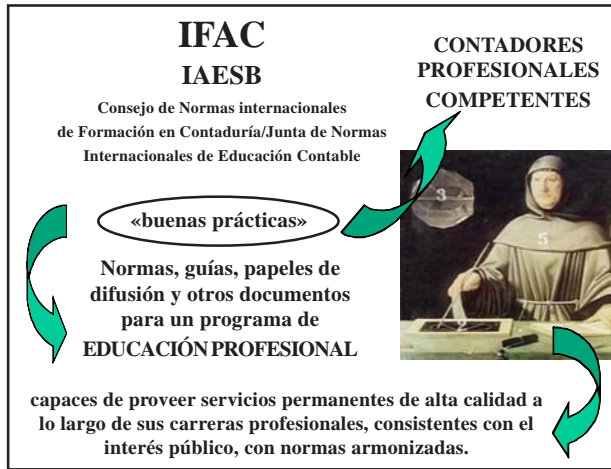 IFAC
IAESB
Consejo de Normas internacionales
de Formación en Contaduría/Junta de Normas
Internacionales de Educación Contable
CONTADORES
PROFESIONALES
COMPETENTES
«buenas prácticas»
Normas, guías, papeles de
difusión y otros documentos
para un programa de
EDUCACIÓN PROFESIONAL
3
5
2
capaces de proveer servicios permanentes de alta calidad a
lo largo de sus carreras profesionales, consistentes con el
interés público, con normas armonizadas.